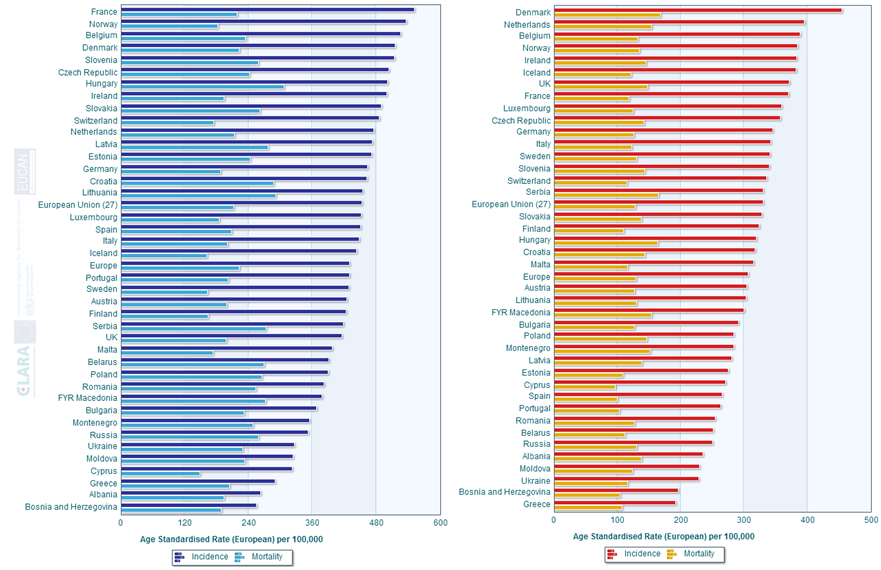 France
Norway
Belgium
Denmark
Slovenia
Czech Republic
Hungary
Ireland
Slovakia
Switzerland
Netherlands
Latvia
Estonia
Germany
Croatia
Lithuania
European Union (27)
Luxembourg
Spain
Italy
Iceland
Europe
Portugal
Sweden
Austria
Finland
Serbia
UK
Malta
Belarus
Poland
Romania
FYR Macedonia
Bulgaria
Montenegro
Russia
Ukraine
Moldova
Cyprus
Greece
Albania
Bosnia and Herzegovina
0 120 240 360 480 600
Age Standardised Rate (European) per 100,000
Incidence Mortality
Denmark
Netherlands
Belgium
Norway
Ireland
Iceland
UK
France
Luxembourg
Czech Republic
Germany
Italy
Sweden
Slovenia
Switzerland
Serbia
European Union (27)
Slovakia
Finland
Hungary
Croatia
Malta
Europe
Austria
Lithuania
FYR Macedonia
Bulgaria
Poland
Montenegro
Latvia
Estonia
Cyprus
Spain
Portugal
Romania
Belarus
Russia
Albania
Moldova
Ukraine
Bosnia and Herzegovina
Greece
0 100 200 300 400 500
Age Standardised Rate (European) per 100,000
Incidence Mortality
EUCAN
CLARA